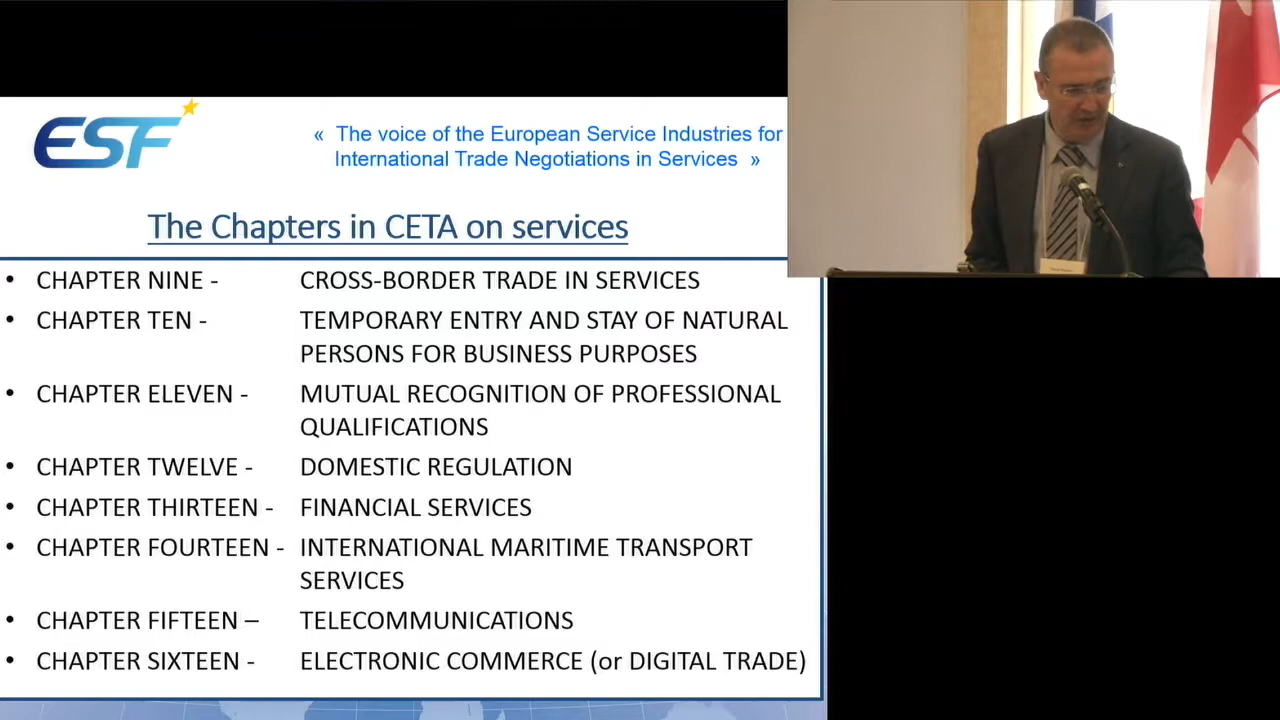 ESF
« The voice of the European Service Industries for
International Trade Negotiations in Services »
The Chapters in CETA on services
• CHAPTER NINE - CROSS-BORDER TRADE IN SERVICES
• CHAPTER TEN - TEMPORARY ENTRY AND STAY OF NATURAL
PERSONS FOR BUSINESS PURPOSES
• CHAPTER ELEVEN - MUTUAL RECOGNITION OF PROFESSIONAL
QUALIFICATIONS
• CHAPTER TWELVE - DOMESTIC REGULATION
• CHAPTER THIRTEEN - FINANCIAL SERVICES
• CHAPTER FOURTEEN - INTERNATIONAL MARITIME TRANSPORT
SERVICES
• CHAPTER FIFTEEN – TELECOMMUNICATIONS
• CHAPTER SIXTEEN - ELECTRONIC COMMERCE (or DIGITAL TRADE)